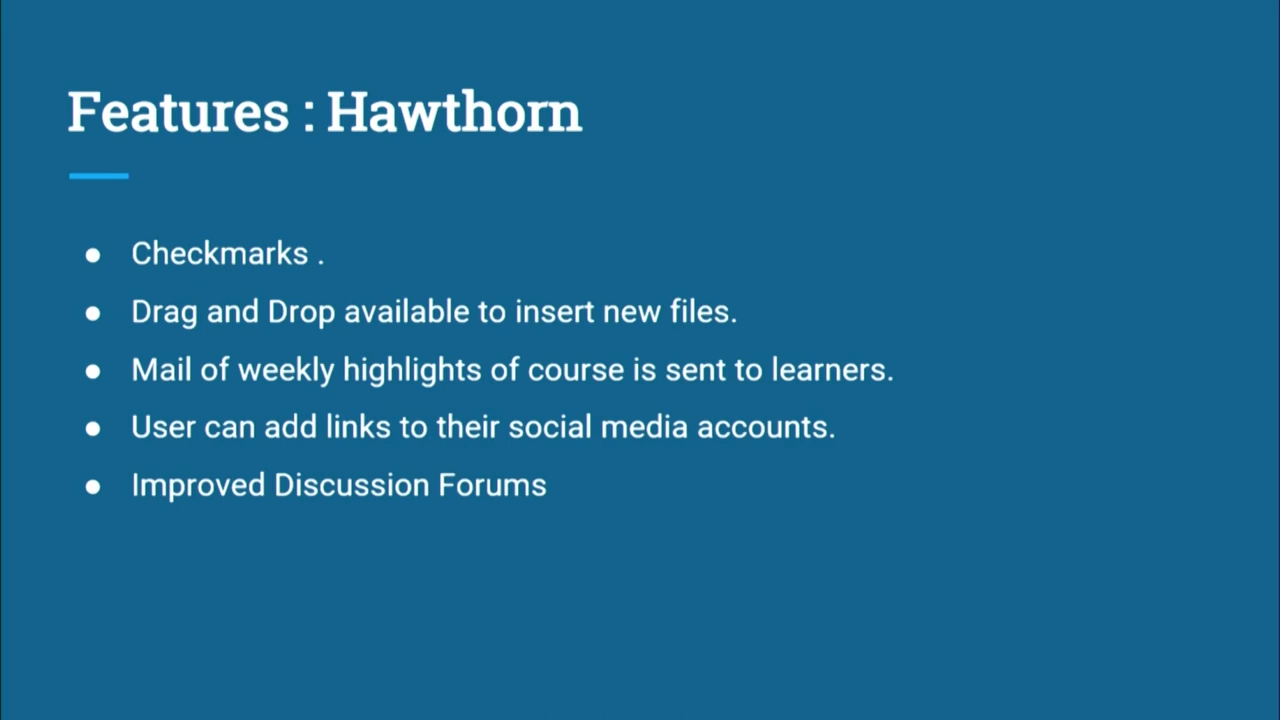 Features : Hawthorn
● Checkmarks .
● Drag and Drop available to insert new files.
● Mail of weekly highlights of course is sent to learners.
● User can add links to their social media accounts.
● Improved Discussion Forums